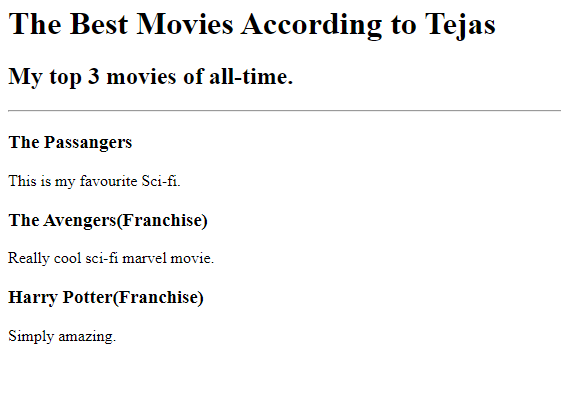 The Best Movies According to Tejas
My top 3 movies of all-time.
The Passangers
This is my favourite Sci-fi.
The Avengers(Franchise)
Really cool sci-fi marvel movie.
Harry Potter(Franchise)
Simply amazing.